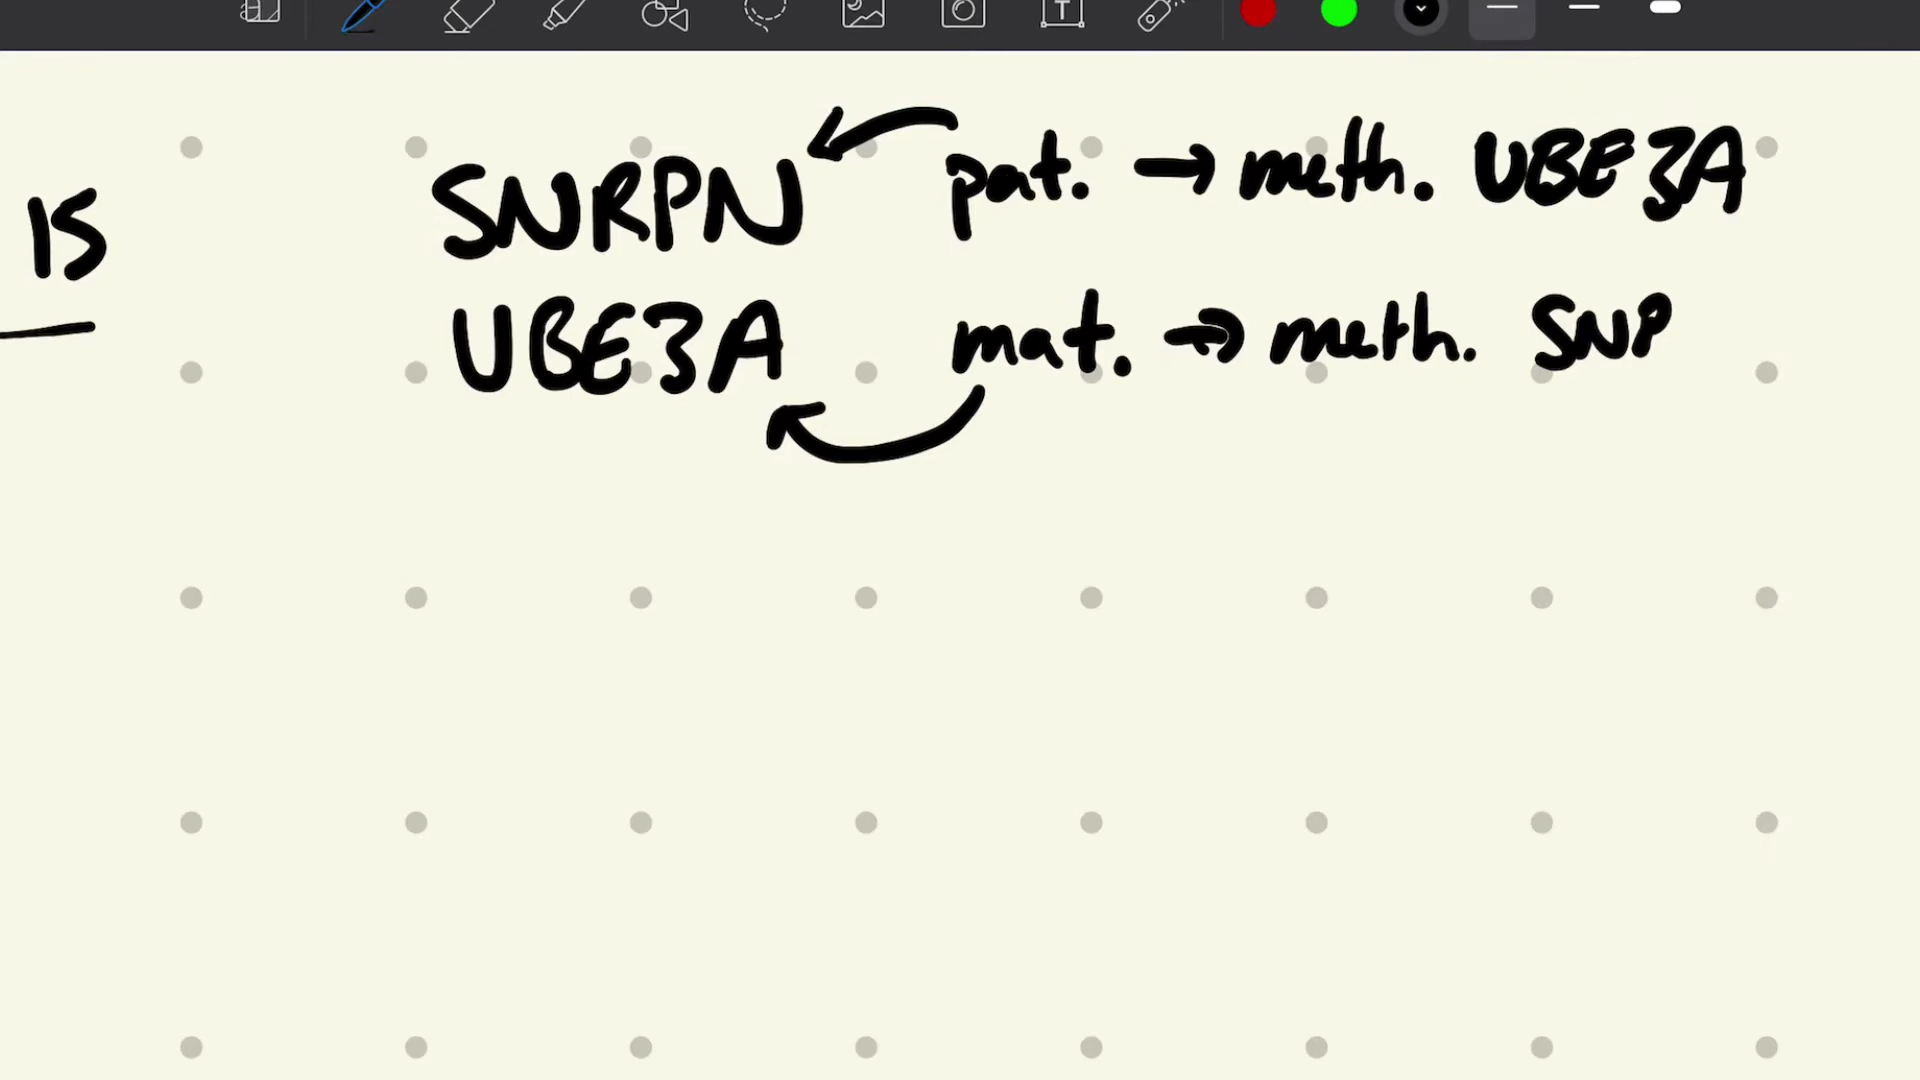 15
SNRPN pat. → meth. UBE3A
UBE3A mat. → meth. SNP